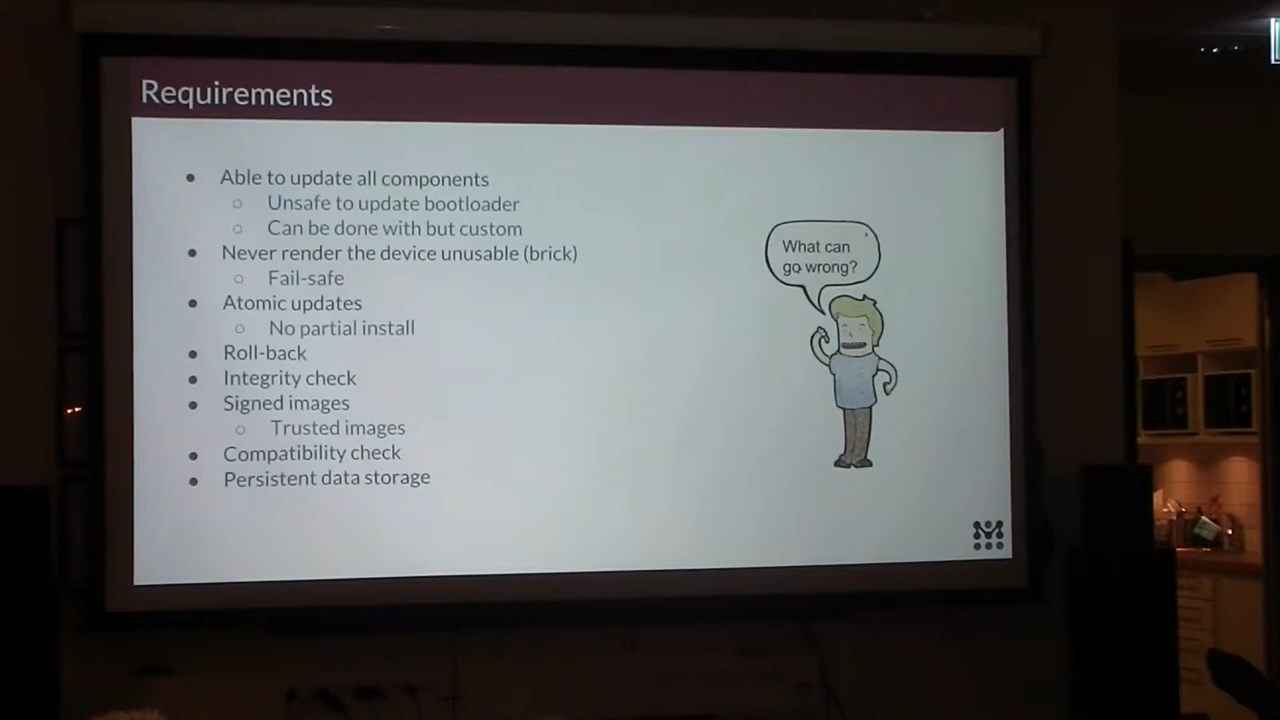 Requirements
● Able to update all components
○ Unsafe to update bootloader
○ Can be done with but custom
● Never render the device unusable (brick)
○ Fail-safe
● Atomic updates
○ No partial install
● Roll-back
● Integrity check
● Signed images
○ Trusted images
● Compatibility check
● Persistent data storage
What can
go wrong?